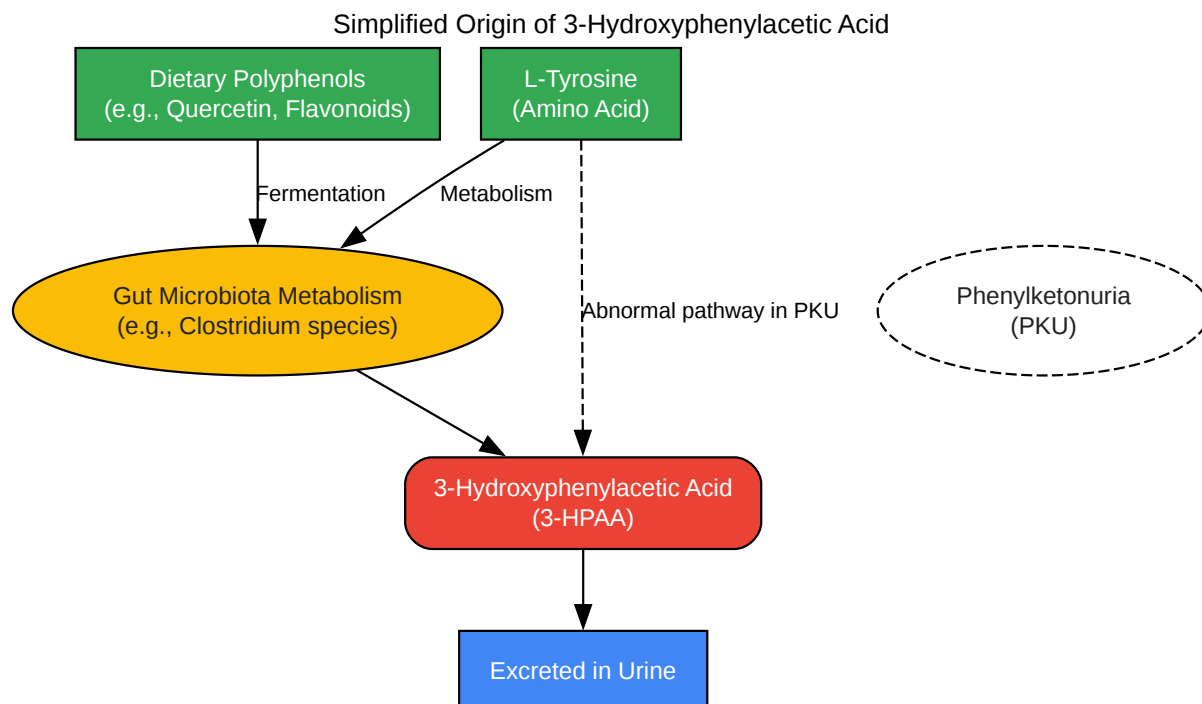 Simplified Origin of 3-Hydroxyphenylacetic Acid
Dietary Polyphenols
(e.g., Quercetin, Flavonoids)
L-Tyrosine
(Amino Acid)
Fermentation
Metabolism
Gut Microbiota Metabolism
(e.g., Clostridium species)
Abnormal pathway in PKU
Phenylketonuria
(PKU)
3-Hydroxyphenylacetic Acid
(3-HPAA)
Excreted in Urine